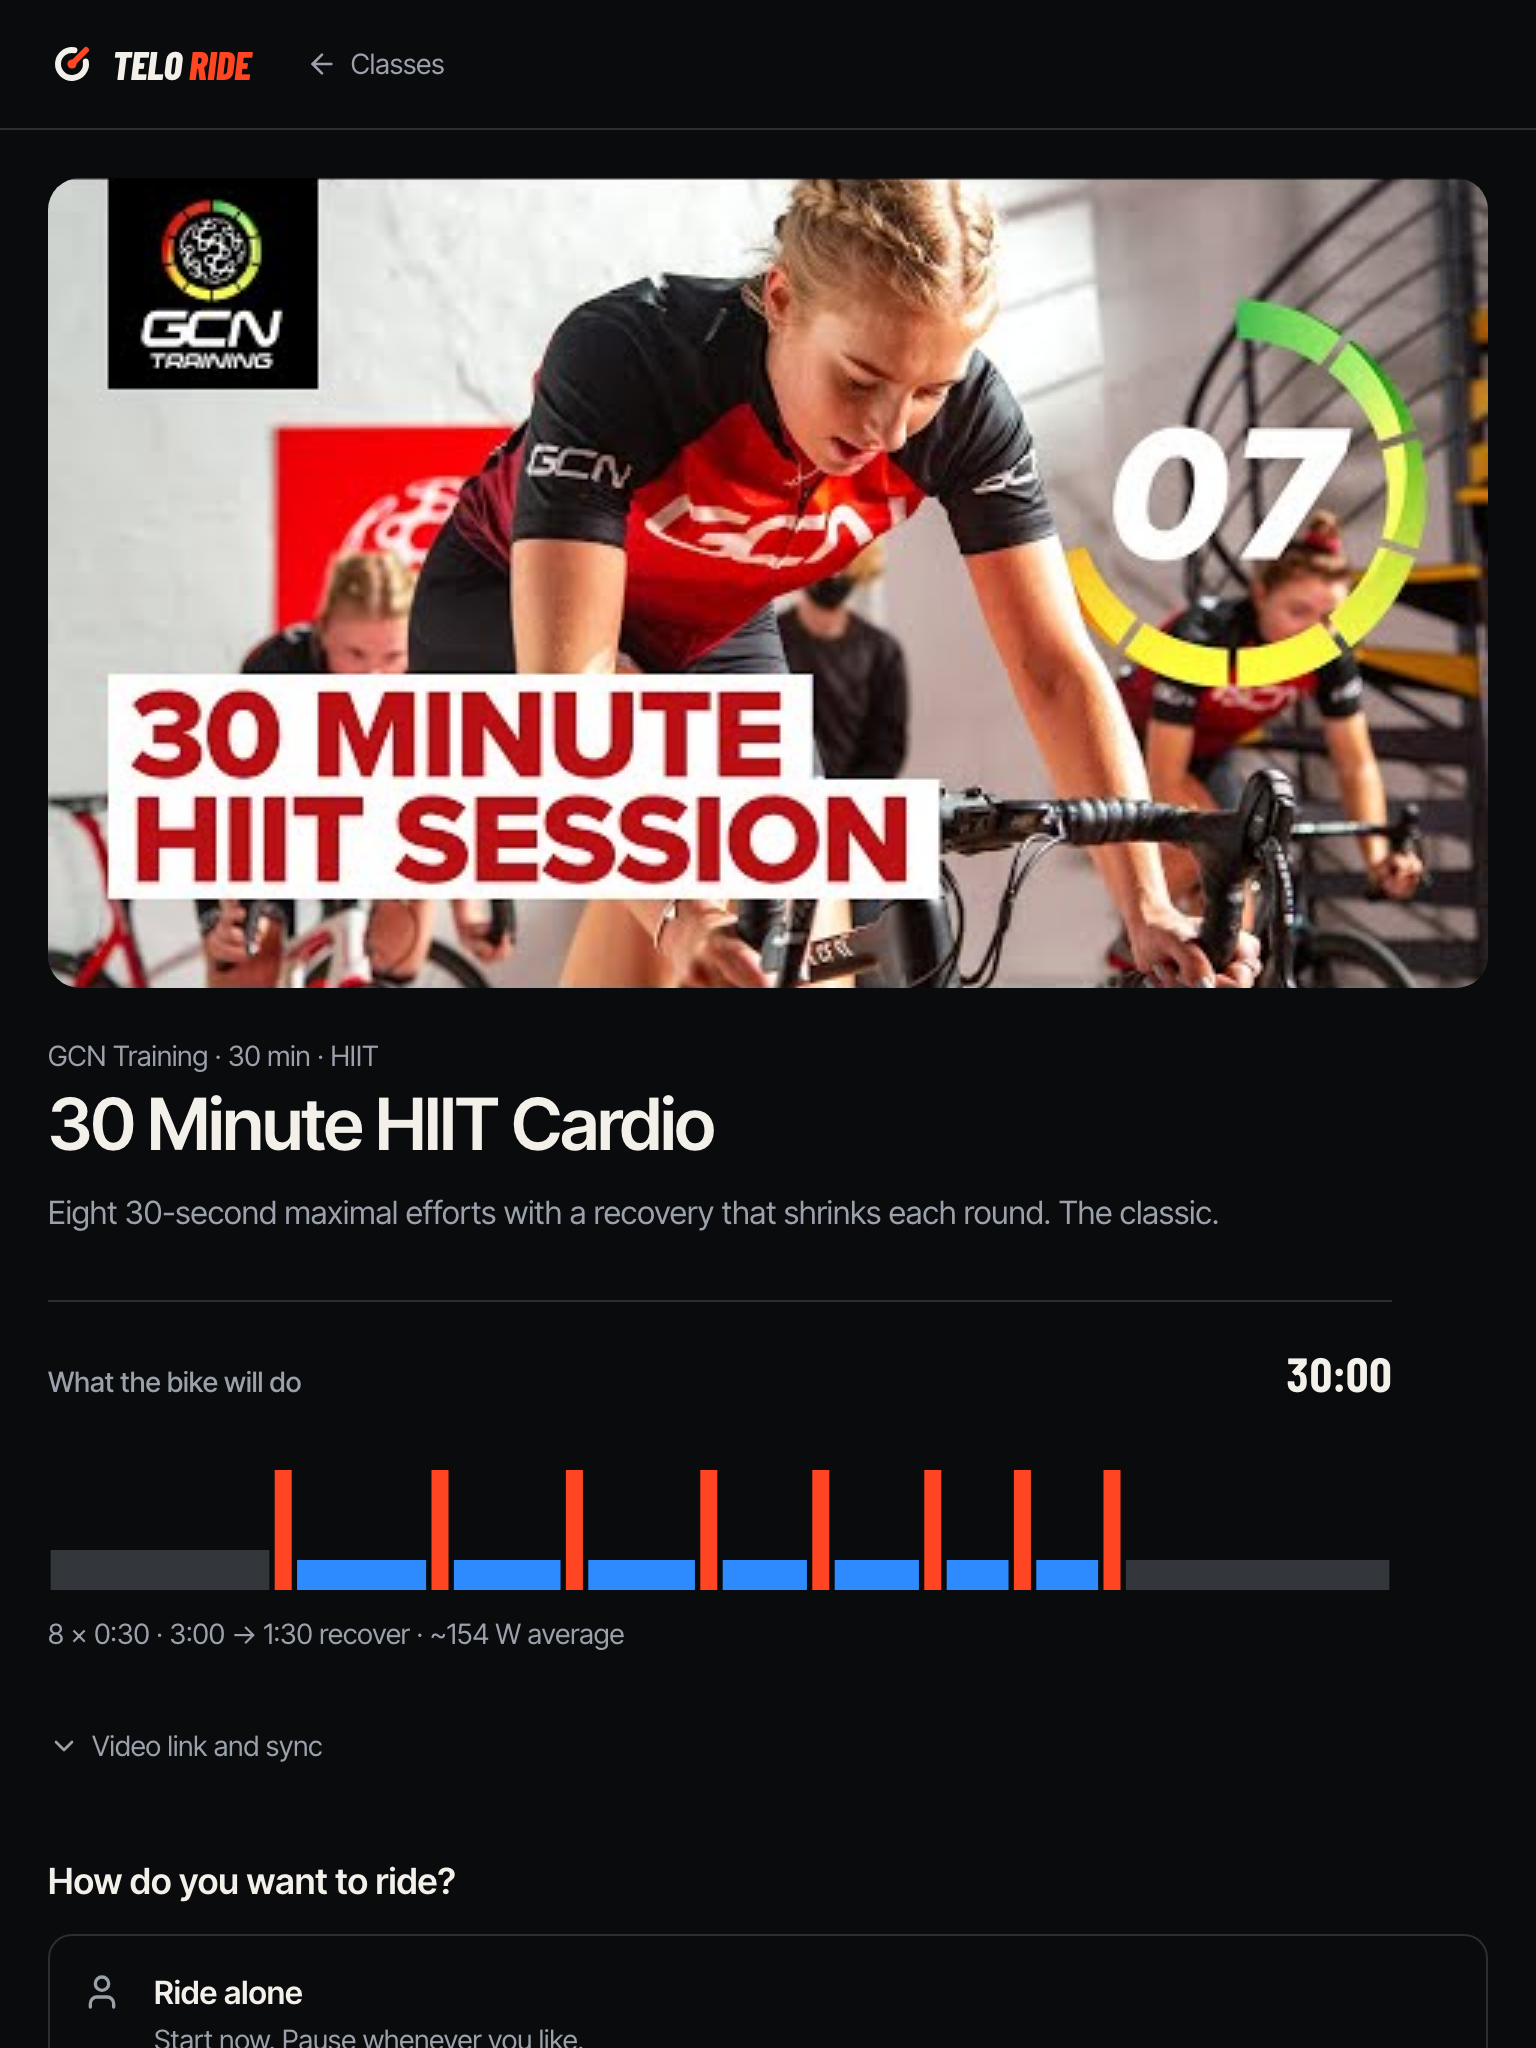 TELO RIDE
Classes
GCN
TRAINING
GCN
GCN
07
30 MINUTE
HIIT SESSION
GCN Training · 30 min · HIIT
30 Minute HIIT Cardio
Eight 30-second maximal efforts with a recovery that shrinks each round. The classic.
What the bike will do
30:00
8 × 0:30 · 3:00 → 1:30 recover · ~154 W average
Video link and sync
How do you want to ride?
Ride alone
Start now. Pause whenever you like.